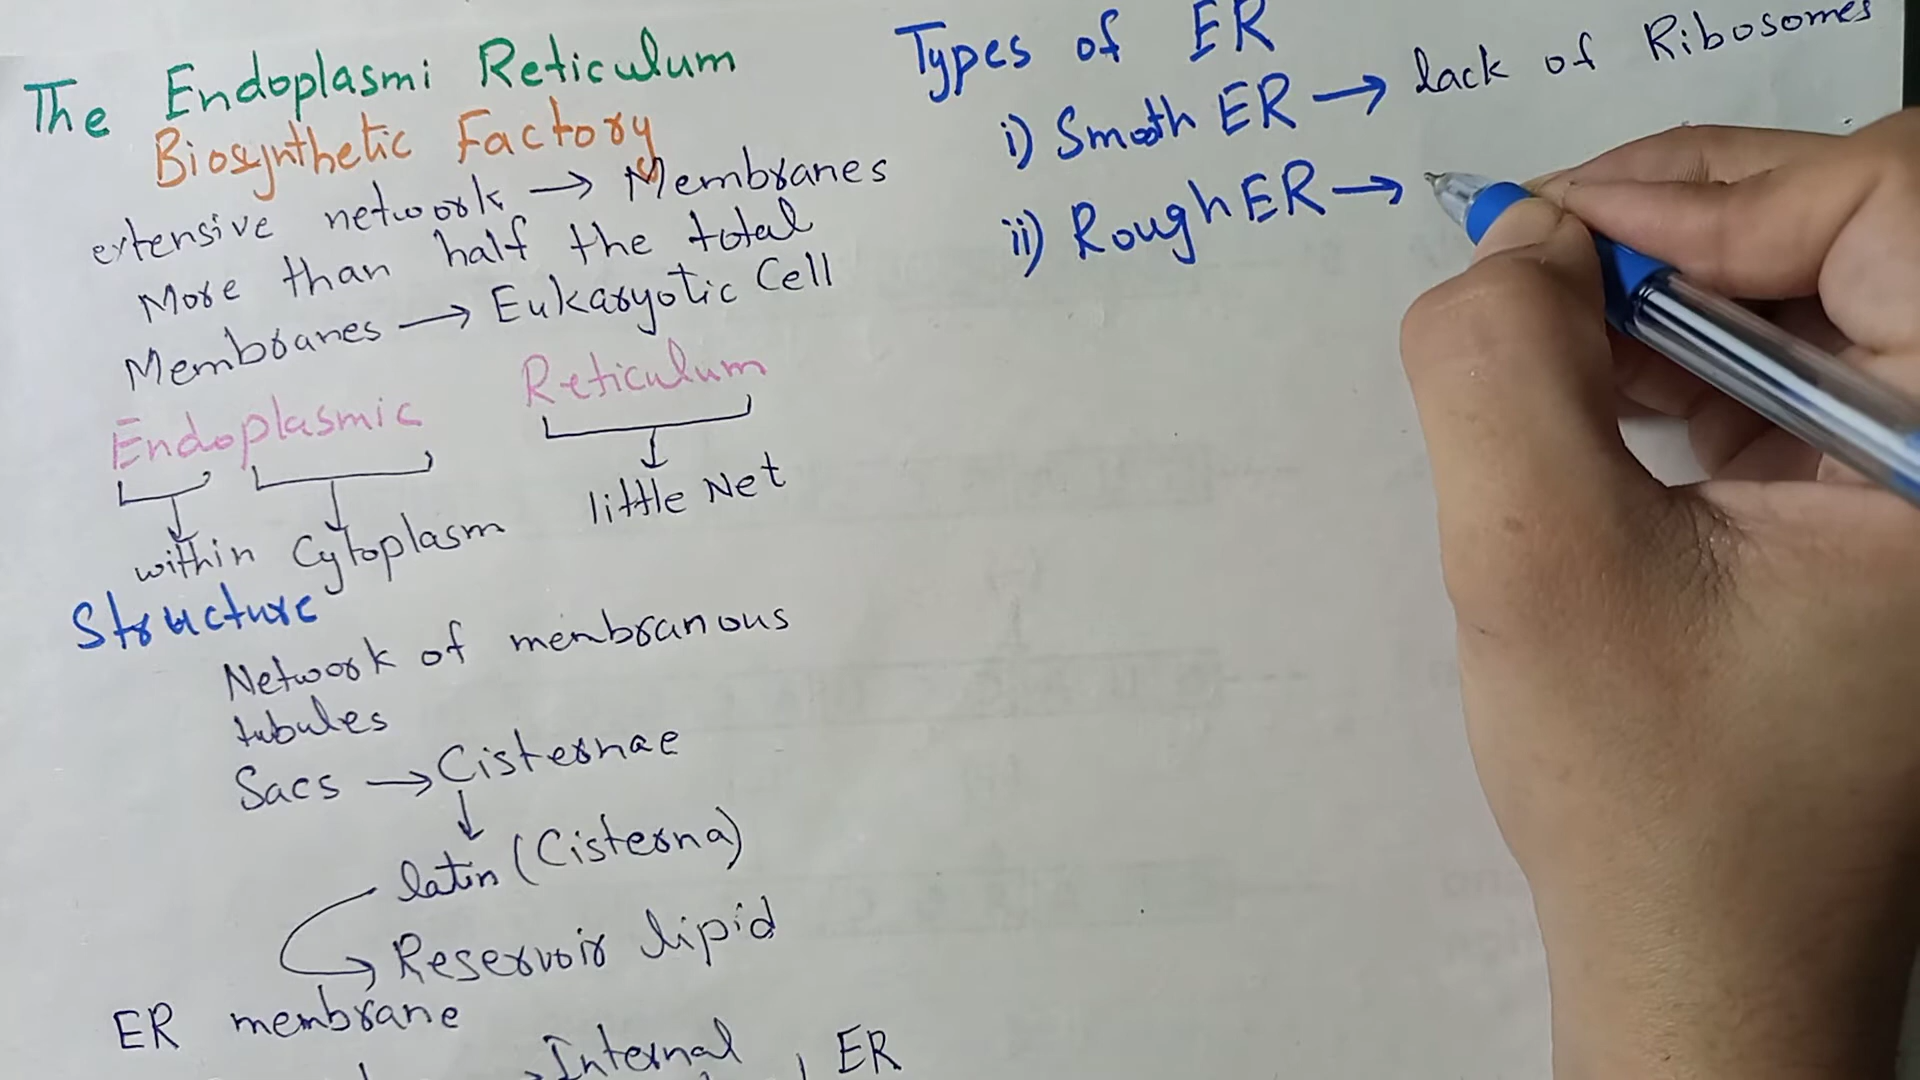 The Endoplasmi Reticulum
Biosynthetic Factory
extensive network → Membranes
More than half the total
Membranes → Eukaryotic Cell
Endoplasmic Reticulum
within Cytoplasm little Net
Structure
Network of membranous
tubules
Sacs → Cisternae
latin (Cisterna)
Reservoir lipid
ER membrane
Internal
ER
Types of ER
i) Smooth ER → lack of Ribosomes
ii) Rough ER →